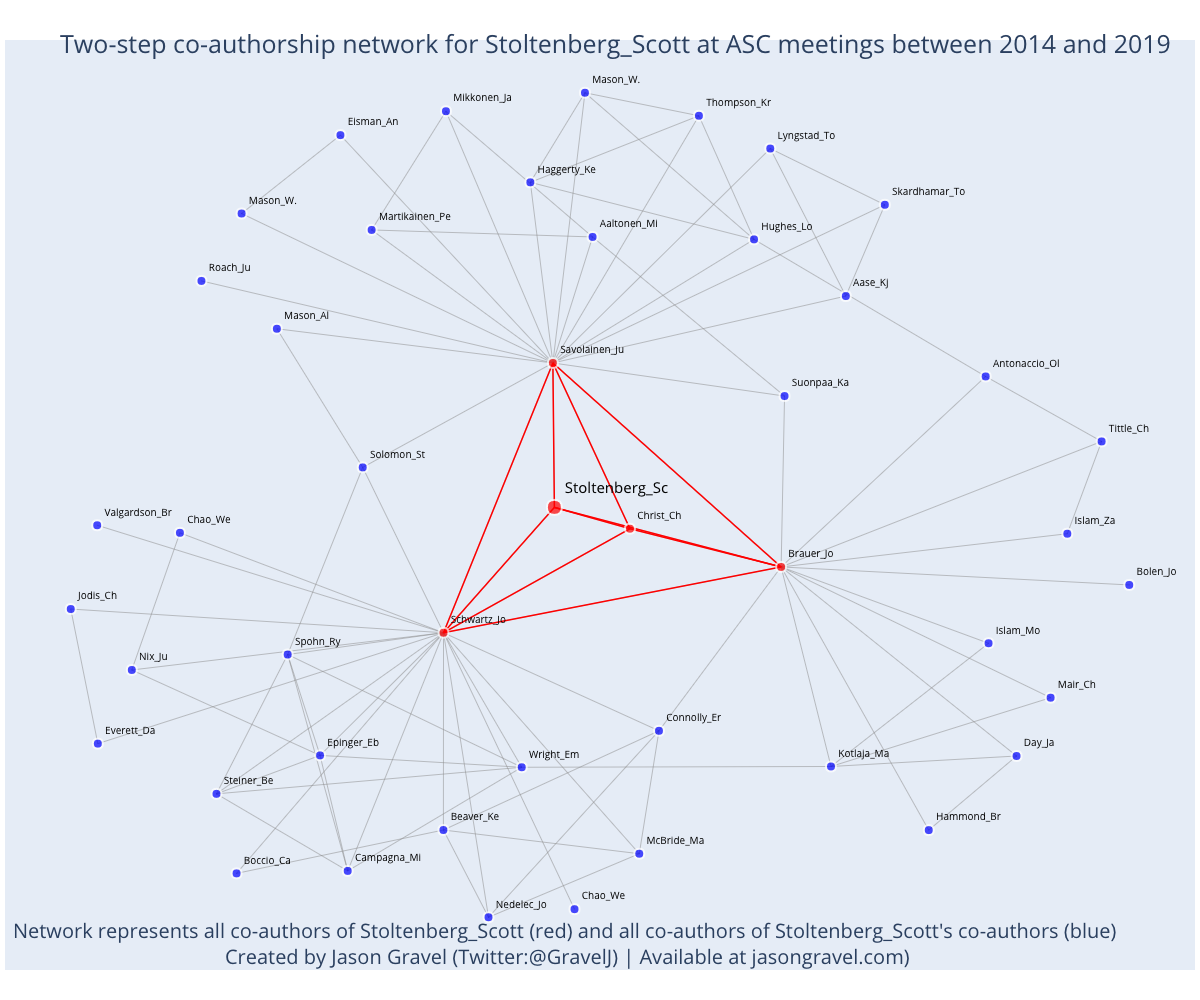 Two-step co-authorship network for Stoltenberg_Scott at ASC meetings between 2014 and 2019
Mason_W.
Mikkonen_Ja
Thompson_Kr
Eisman_An
Lyngstad_To
Haggerty_Ke
Skardhamar_To
Mason_W.
Martikainen_Pe
Aaltonen_Mi
Hughes_Lo
Roach_Ju
Aase_Kj
Mason_Al
Savolainen_Ju
Antonaccio_Ol
Suonpaa_Ka
Tittle_Ch
Solomon_St
Stoltenberg_Sc
Valgardson_Br
Chao_We
Christ_Ch
Islam_Za
Brauer_Jo
Bolen_Jo
Jodis_Ch
Schwartz_Jo
Islam_Mo
Spohn_Ry
Nix_Ju
Mair_Ch
Connolly_Er
Everett_Da
Epinger_Eb
Wright_Em
Kotlaja_Ma
Day_Ja
Steiner_Be
Beaver_Ke
Hammond_Br
McBride_Ma
Boccio_Ca
Campagna_Mi
Chao_We
Nedelec_Jo
Network represents all co-authors of Stoltenberg_Scott (red) and all co-authors of Stoltenberg_Scott's co-authors (blue)
Created by Jason Gravel (Twitter:@GravelJ) | Available at jasongravel.com)